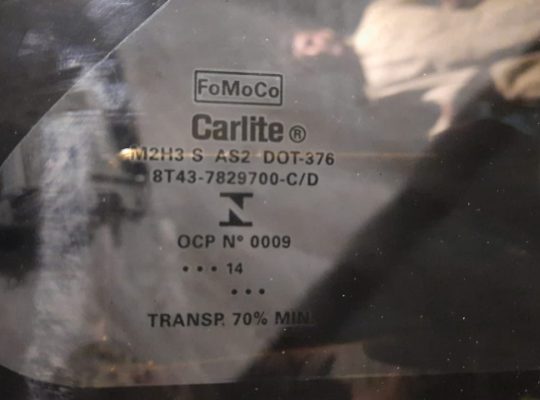 FoMoCo
Carlite ®
M2H3 S AS2 DOT-376
8T43-7829700-C/D
OCP N° 0009
••• 14
•••
TRANSP. 70% MIN.